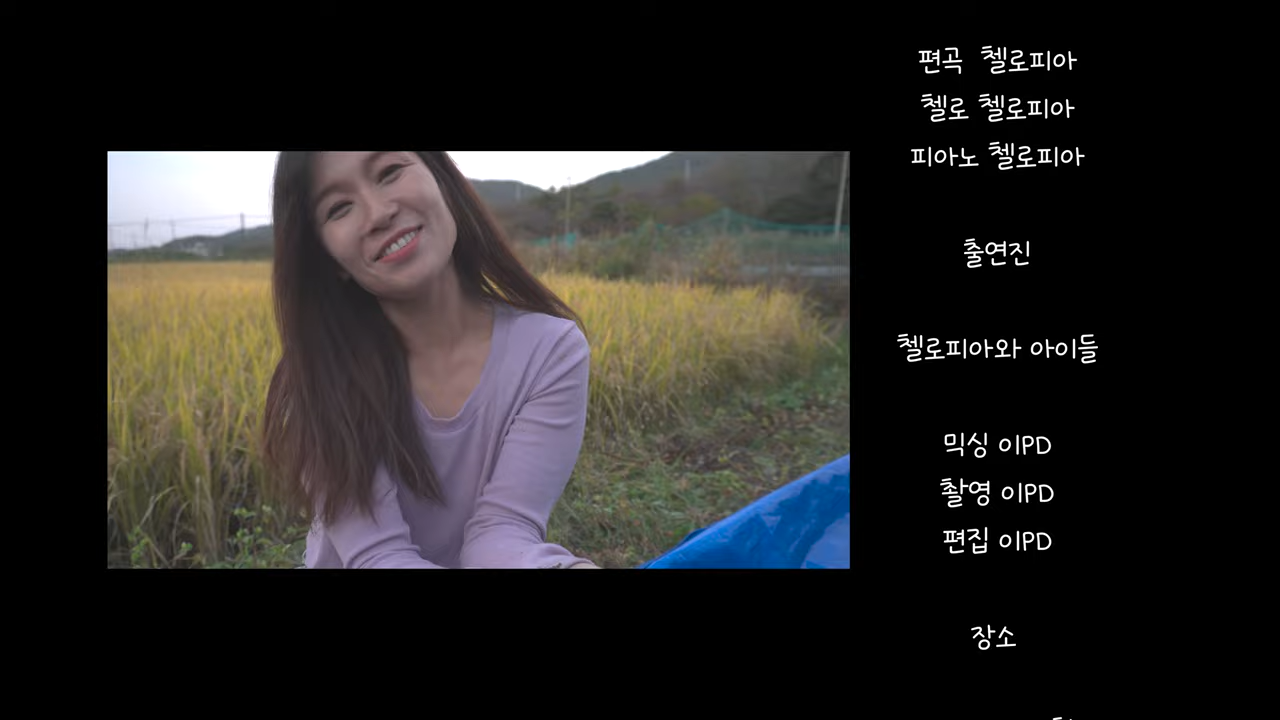 편곡 첼로피아
첼로 첼로피아
피아노 첼로피아
출연진
첼로피아와 아이들
믹싱 이PD
촬영 이PD
편집 이PD
장소